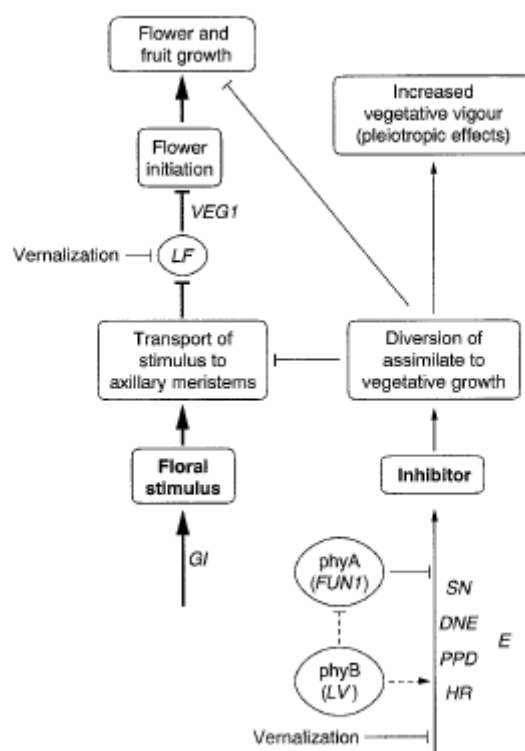 Flower and
fruit growth
Increased
vegetative vigour
(pleiotropic effects)
Flower
initiation
VEG1
Vernalization
LF
Transport of
stimulus to
axillary meristems
Diversion of
assimilate to
vegetative growth
Floral
stimulus
Inhibitor
GI
phyA
(FUN1)
SN
DNE
E
PPD
phyB
(LV)
HR
Vernalization